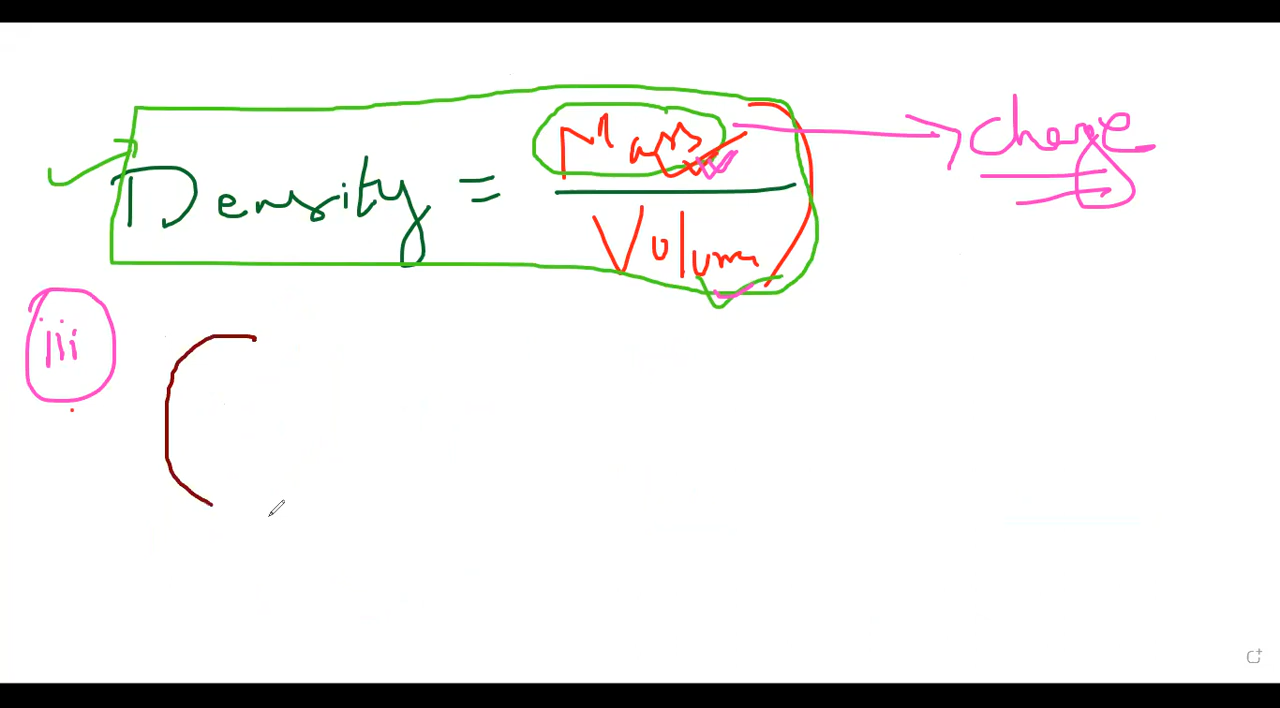 Density = Mass / Volume → charge
iii